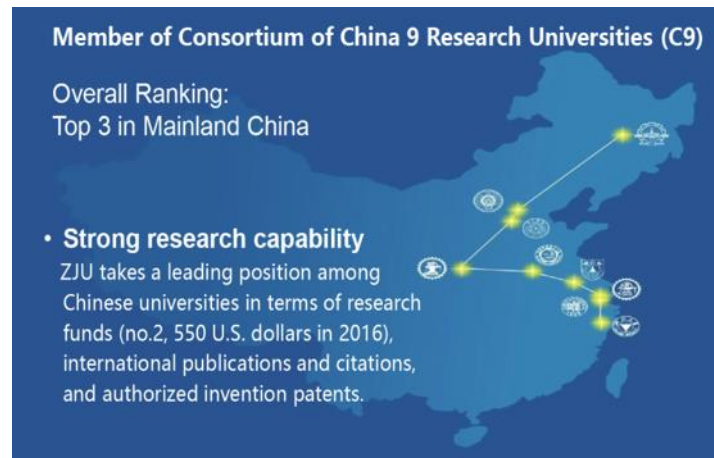 Member of Consortium of China 9 Research Universities (C9)
Overall Ranking:
Top 3 in Mainland China
• Strong research capability
ZJU takes a leading position among
Chinese universities in terms of research
funds (no.2, 550 U.S. dollars in 2016),
international publications and citations,
and authorized invention patents.